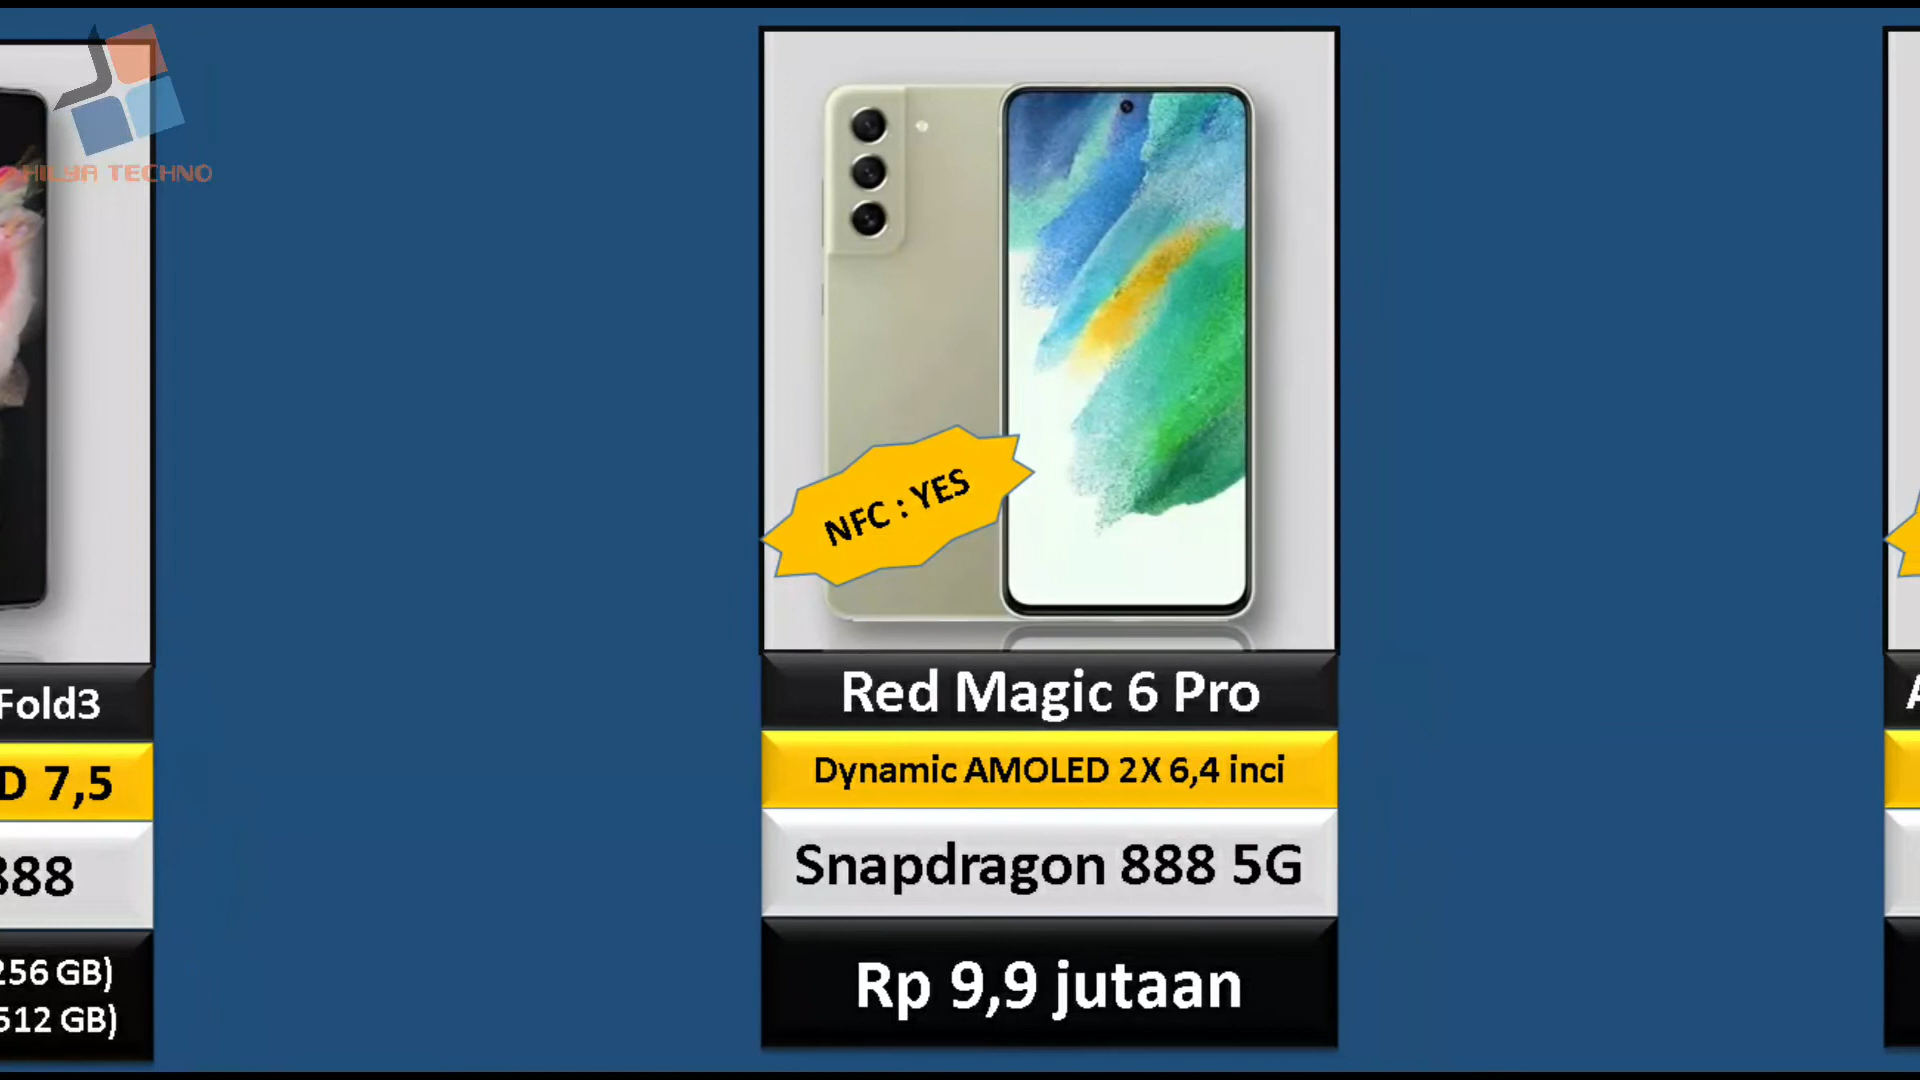 HILYA TECHNO
Fold3
D 7,5
888
256 GB)
512 GB)
NFC : YES
Red Magic 6 Pro
Dynamic AMOLED 2X 6,4 inci
Snapdragon 888 5G
Rp 9,9 jutaan
A